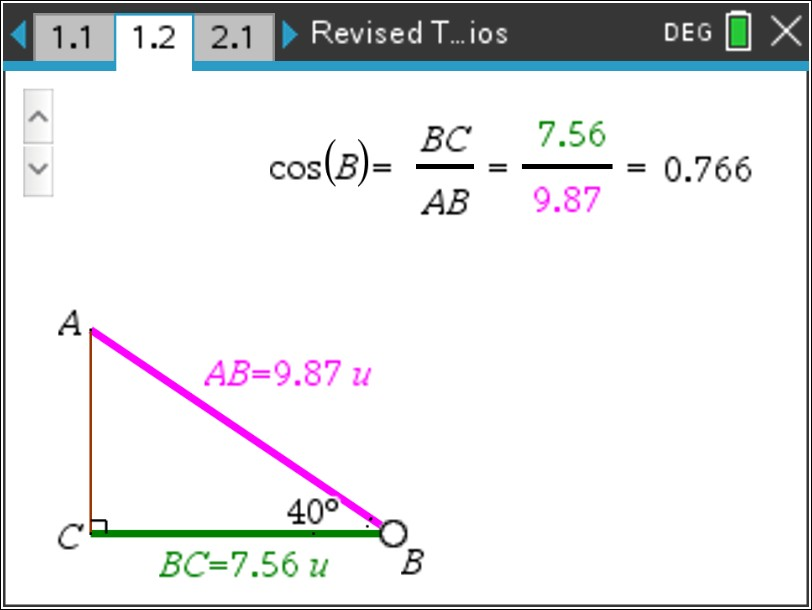 1.1 1.2 2.1 Revised T...ios DEG
cos(B)= BC/AB = 7.56/9.87 = 0.766
A
AB=9.87 u
40°
C
B
BC=7.56 u